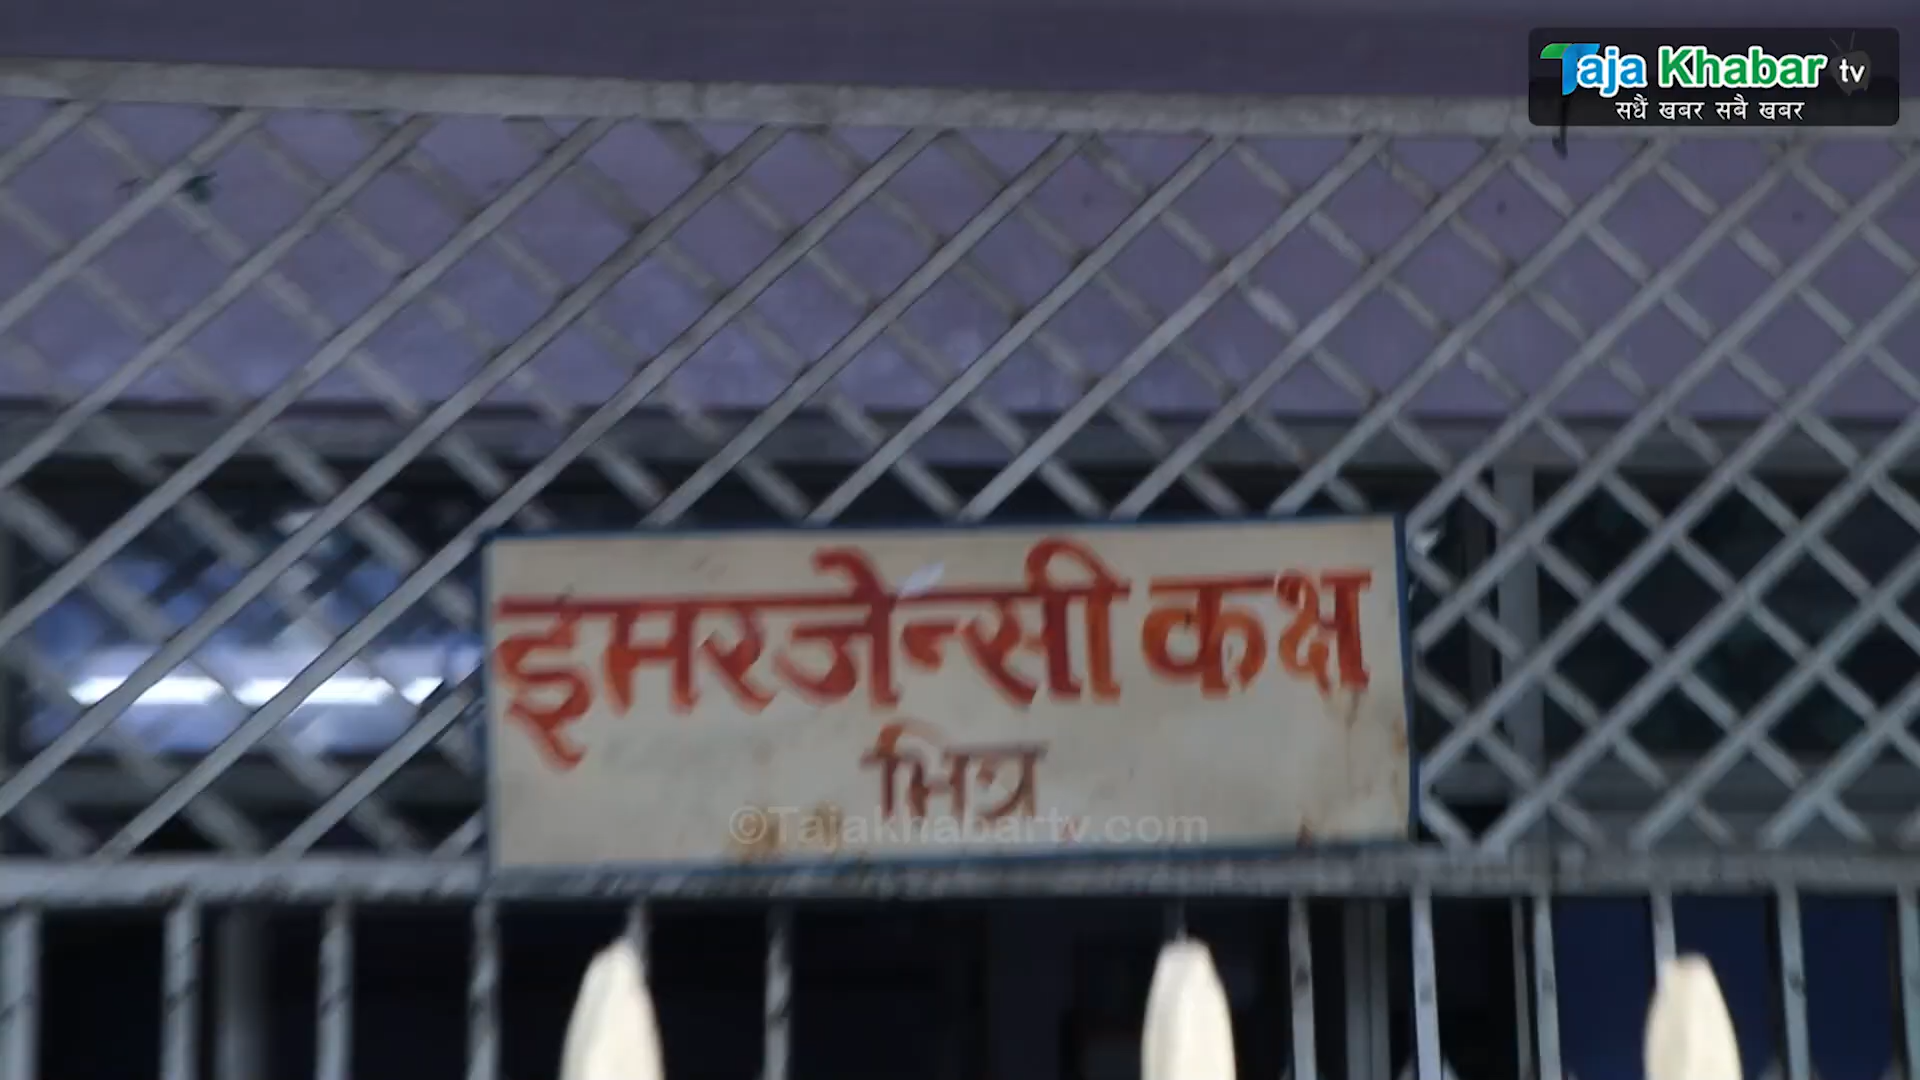 Taja Khabar tv
सधैं खबर सबै खबर
इमरजेन्सी कक्ष
भित्र
©Tajakhabartv.com